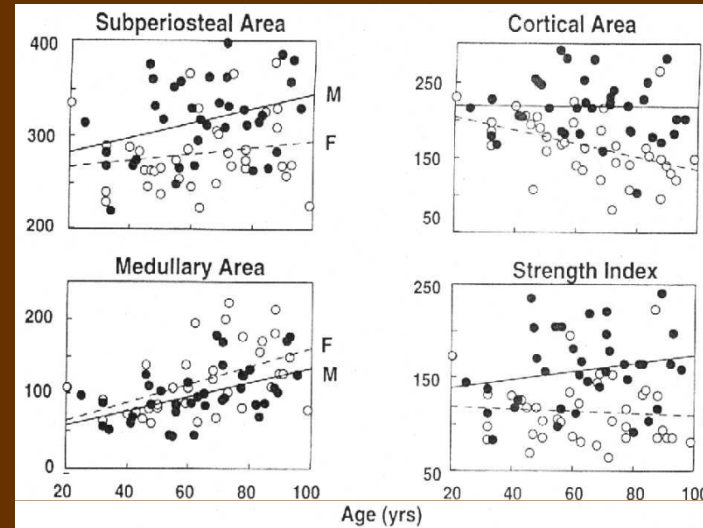 Subperiosteal Area
400
300
200
M
F
Cortical Area
250
150
50
Medullary Area
200
100
0
F
M
20 40 60 80 100
Strength Index
250
150
50
20 40 60 80 100
Age (yrs)